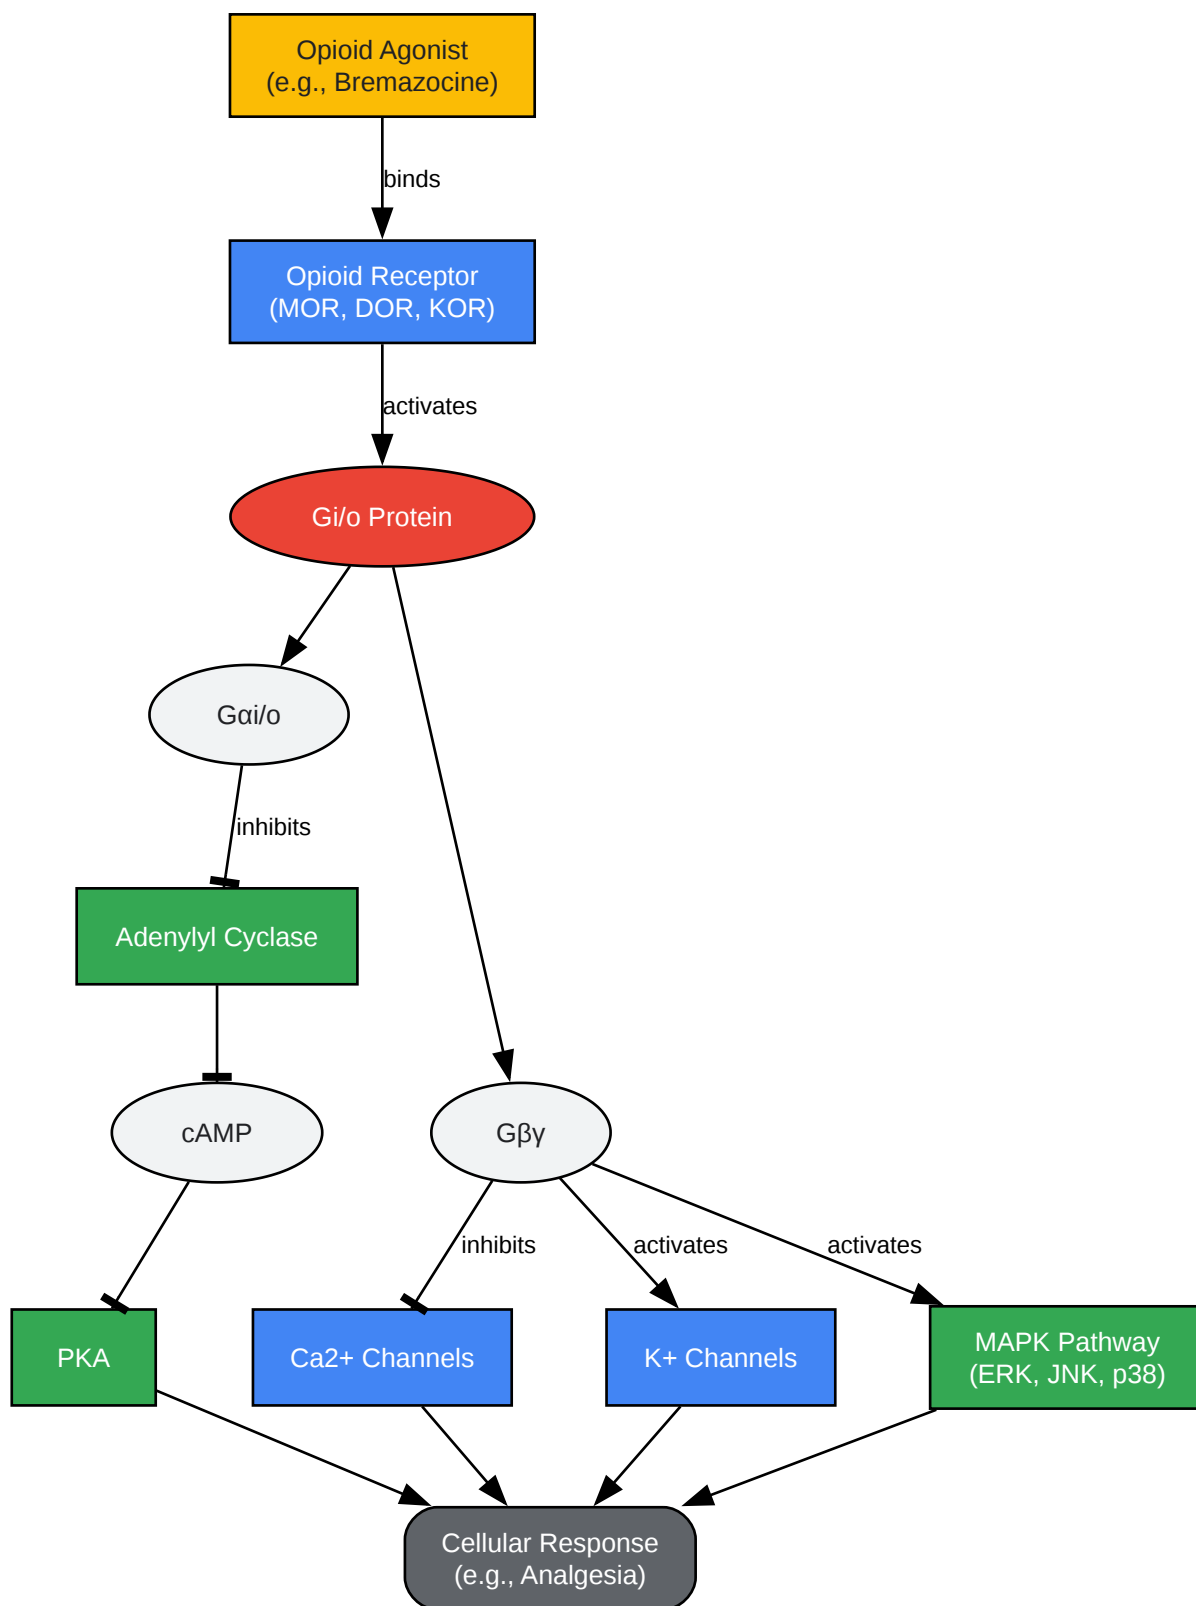 Opioid Agonist
(e.g., Bremazocine)
binds
Opioid Receptor
(MOR, DOR, KOR)
activates
Gi/o Protein
Gαi/o
inhibits
Adenylyl Cyclase
cAMP
Gβγ
inhibits
activates
activates
PKA
Ca2+ Channels
K+ Channels
MAPK Pathway
(ERK, JNK, p38)
Cellular Response
(e.g., Analgesia)